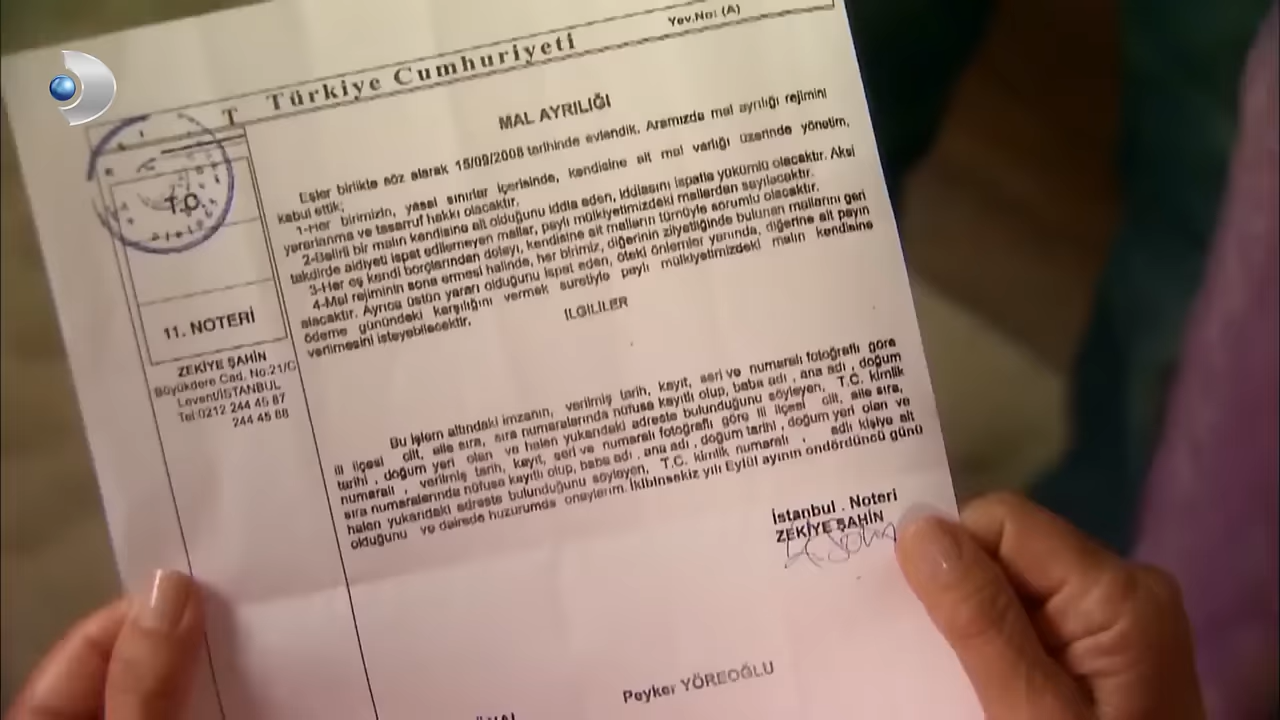 Yev.No: (A)
T Türkiye Cumhuriyeti
T.C.
11. NOTERİ
ZEKİYE ŞAHİN
Büyükdere Cad. No.21/C
Levent/İSTANBUL
Tel 0212 244 45 87
244 45 88
MAL AYRILIĞI
Eşler birlikte söz alarak 15/09/2008 tarihinde evlendik. Aramızda mal ayrılığı rejimini
kabul ettik;
1-Her birimizin, yasal sınırlar içerisinde, kendisine ait mal varlığı üzerinde yönetim,
yararlanma ve tasarruf hakkı olacaktır.
2-Belirli bir malın kendisine ait olduğunu iddia eden, iddiasını ispatla yükümlü olacaktır. Aksi
takdirde aidiyeti ispat edilemeyen mallar, paylı mülkiyetimizdeki mallardan sayılacaktır.
3-Her eş kendi borçlarından dolayı, kendisine ait malların tümüyle sorumlu olacaktır.
4-Mal rejiminin sona ermesi halinde, her birimiz, diğerinin zilyetliğinde bulunan mallarını geri
alacaktır. Ayrıca üstün yararı olduğunu ispat eden, öteki önlemler yanında, diğerine ait payın
ödeme günündeki karşılığını vermek suretiyle paylı mülkiyetimizdeki malın kendisine
verilmesini isteyebilecektir.
İLGİLİLER
Bu işlem altındaki imzanın, verilmiş tarih, kayıt, seri ve numaralı fotoğraflı göre
ili ilçesi cilt, aile sıra, sıra numaralarında nüfusa kayıtlı olup, baba adı , ana adı , doğum
tarihi , doğum yeri olan ve halen yukarıdaki adreste bulunduğunu söyleyen, T.C. kimlik
numaralı , verilmiş tarih, kayıt, seri ve numaralı fotoğraflı göre ili ilçesi cilt, aile sıra,
sıra numaralarında nüfusa kayıtlı olup, baba adı , ana adı , doğum tarihi , doğum yeri olan ve
halen yukarıdaki adreste bulunduğunu söyleyen, T.C. kimlik numaralı , adlı kişiye ait
olduğunu ve dairede huzurumda onaylarım. İkibinsekiz yılı Eylül ayının ondördüncü günü
İstanbul . Noteri
ZEKİYE ŞAHİN
Peyker YÖREOĞLU